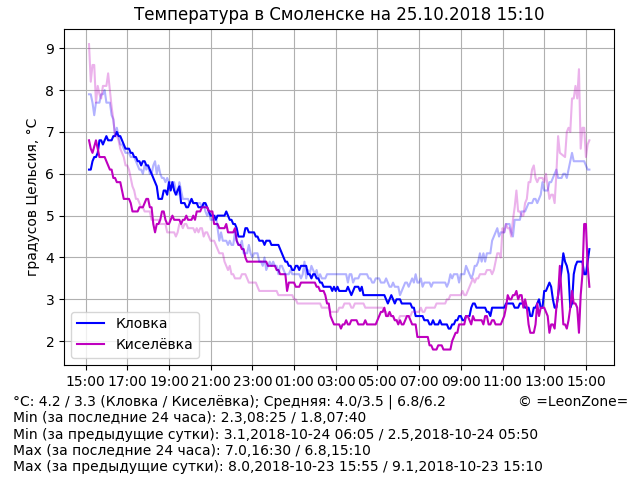 Температура в Смоленске на 25.10.2018 15:10
градусов Цельсия, °C
9
8
7
6
5
4
3
2
Кловка
Киселёвка
15:00 17:00 19:00 21:00 23:00 01:00 03:00 05:00 07:00 09:00 11:00 13:00 15:00
°C: 4.2 / 3.3 (Кловка / Киселёвка); Средняя: 4.0/3.5 | 6.8/6.2 © =LeonZone=
Min (за последние 24 часа): 2.3,08:25 / 1.8,07:40
Min (за предыдущие сутки): 3.1,2018-10-24 06:05 / 2.5,2018-10-24 05:50
Max (за последние 24 часа): 7.0,16:30 / 6.8,15:10
Max (за предыдущие сутки): 8.0,2018-10-23 15:55 / 9.1,2018-10-23 15:10